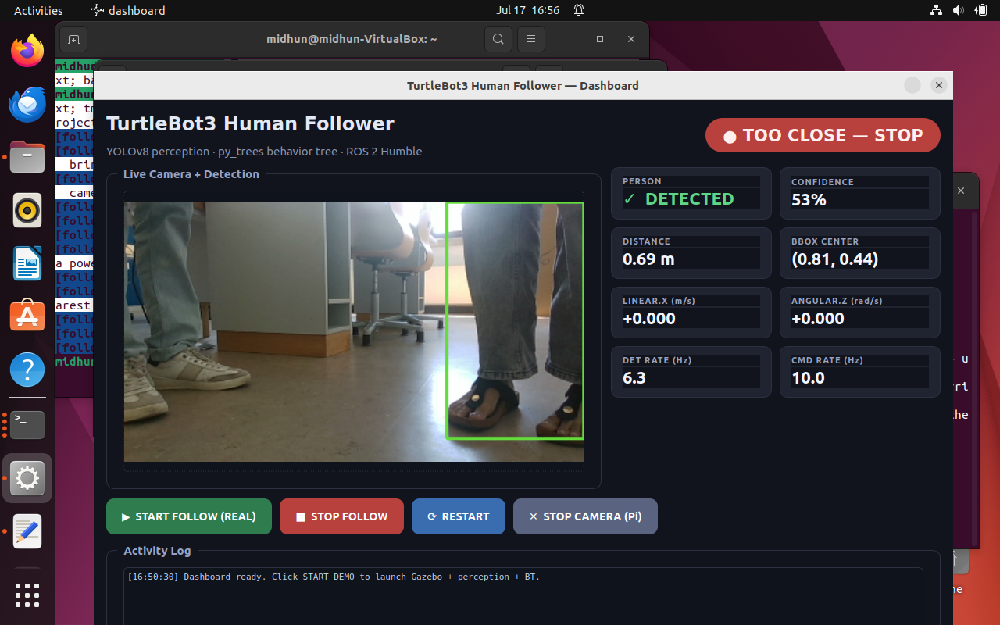 Activities
dashboard
Jul 17 16:56
midhun@midhun-VirtualBox: ~
midhun
xt; ba
midhun
xt; tm
roject
[follo
[follo
brin
[follo
came
[follo
[follo
[follo
[follo
a powe
[follo
[follo
arest
[follo
[follo
[follo
midhun
TurtleBot3 Human Follower — Dashboard
TurtleBot3 Human Follower
YOLOv8 perception · py_trees behavior tree · ROS 2 Humble
● TOO CLOSE — STOP
Live Camera + Detection
PERSON
✓ DETECTED
CONFIDENCE
53%
DISTANCE
0.69 m
BBOX CENTER
(0.81, 0.44)
LINEAR.X (m/s)
+0.000
ANGULAR.Z (rad/s)
+0.000
DET RATE (Hz)
6.3
CMD RATE (Hz)
10.0
▶ START FOLLOW (REAL)
■ STOP FOLLOW
⟳ RESTART
✕ STOP CAMERA (Pi)
Activity Log
[16:50:30] Dashboard ready. Click START DEMO to launch Gazebo + perception + BT.